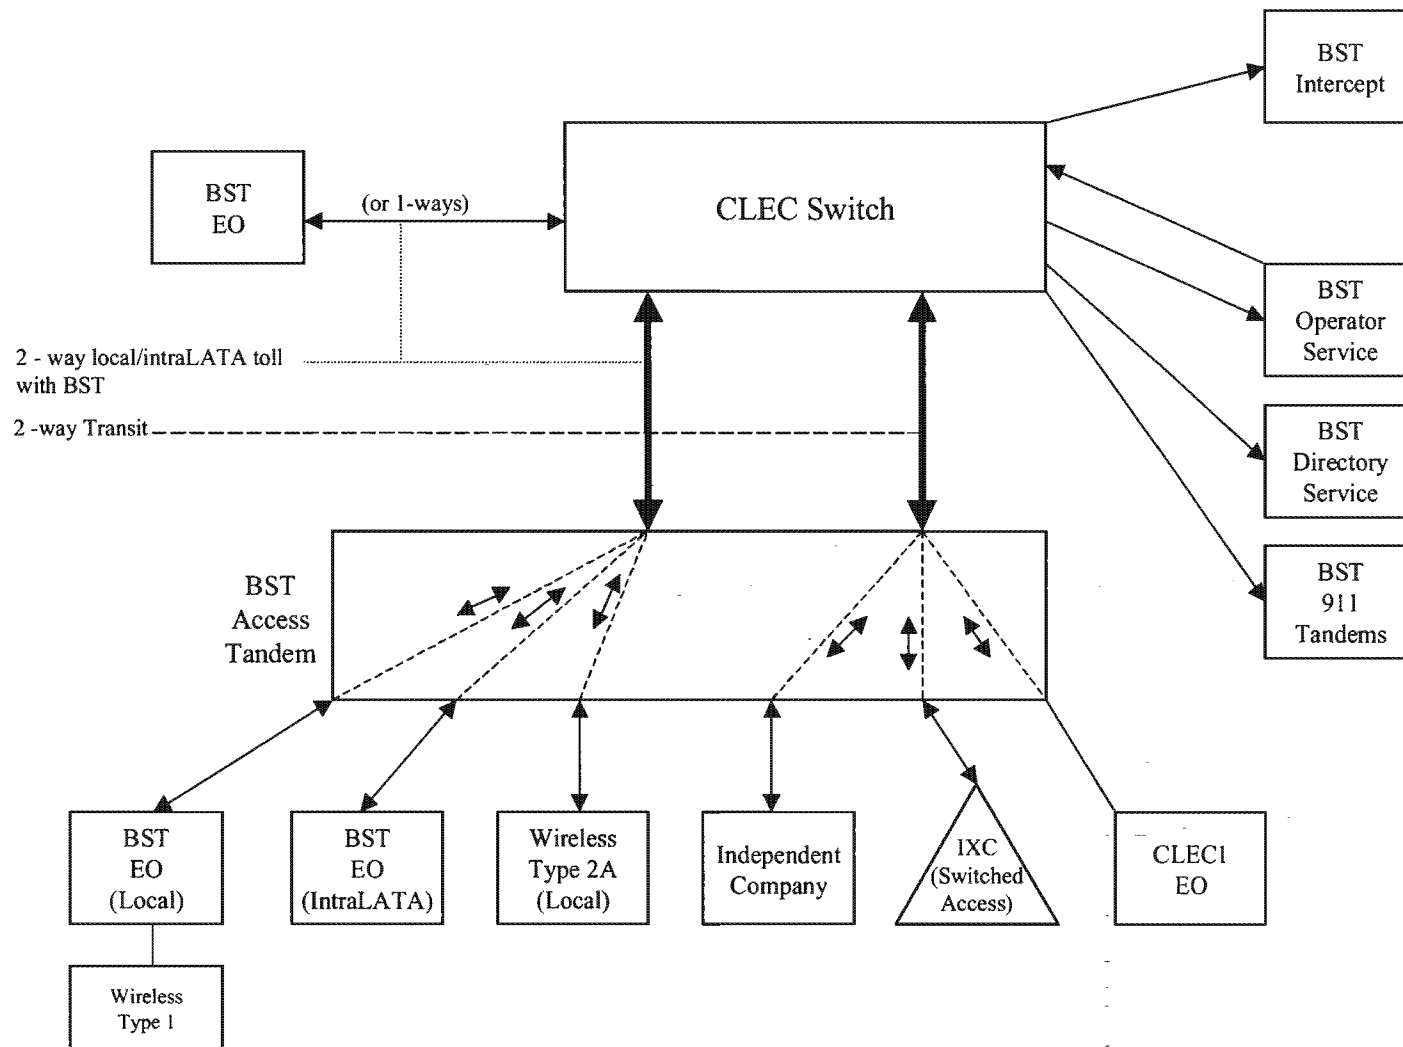 BST
Intercept
BST
EO
(or 1-ways)
CLEC Switch
BST
Operator
Service
2 - way local/intraLATA toll
with BST
2 -way Transit
BST
Directory
Service
BST
911
Tandems
BST
Access
Tandem
BST
EO
(Local)
BST
EO
(IntraLATA)
Wireless
Type 2A
(Local)
Independent
Company
IXC
(Switched
Access)
CLEC1
EO
Wireless
Type 1